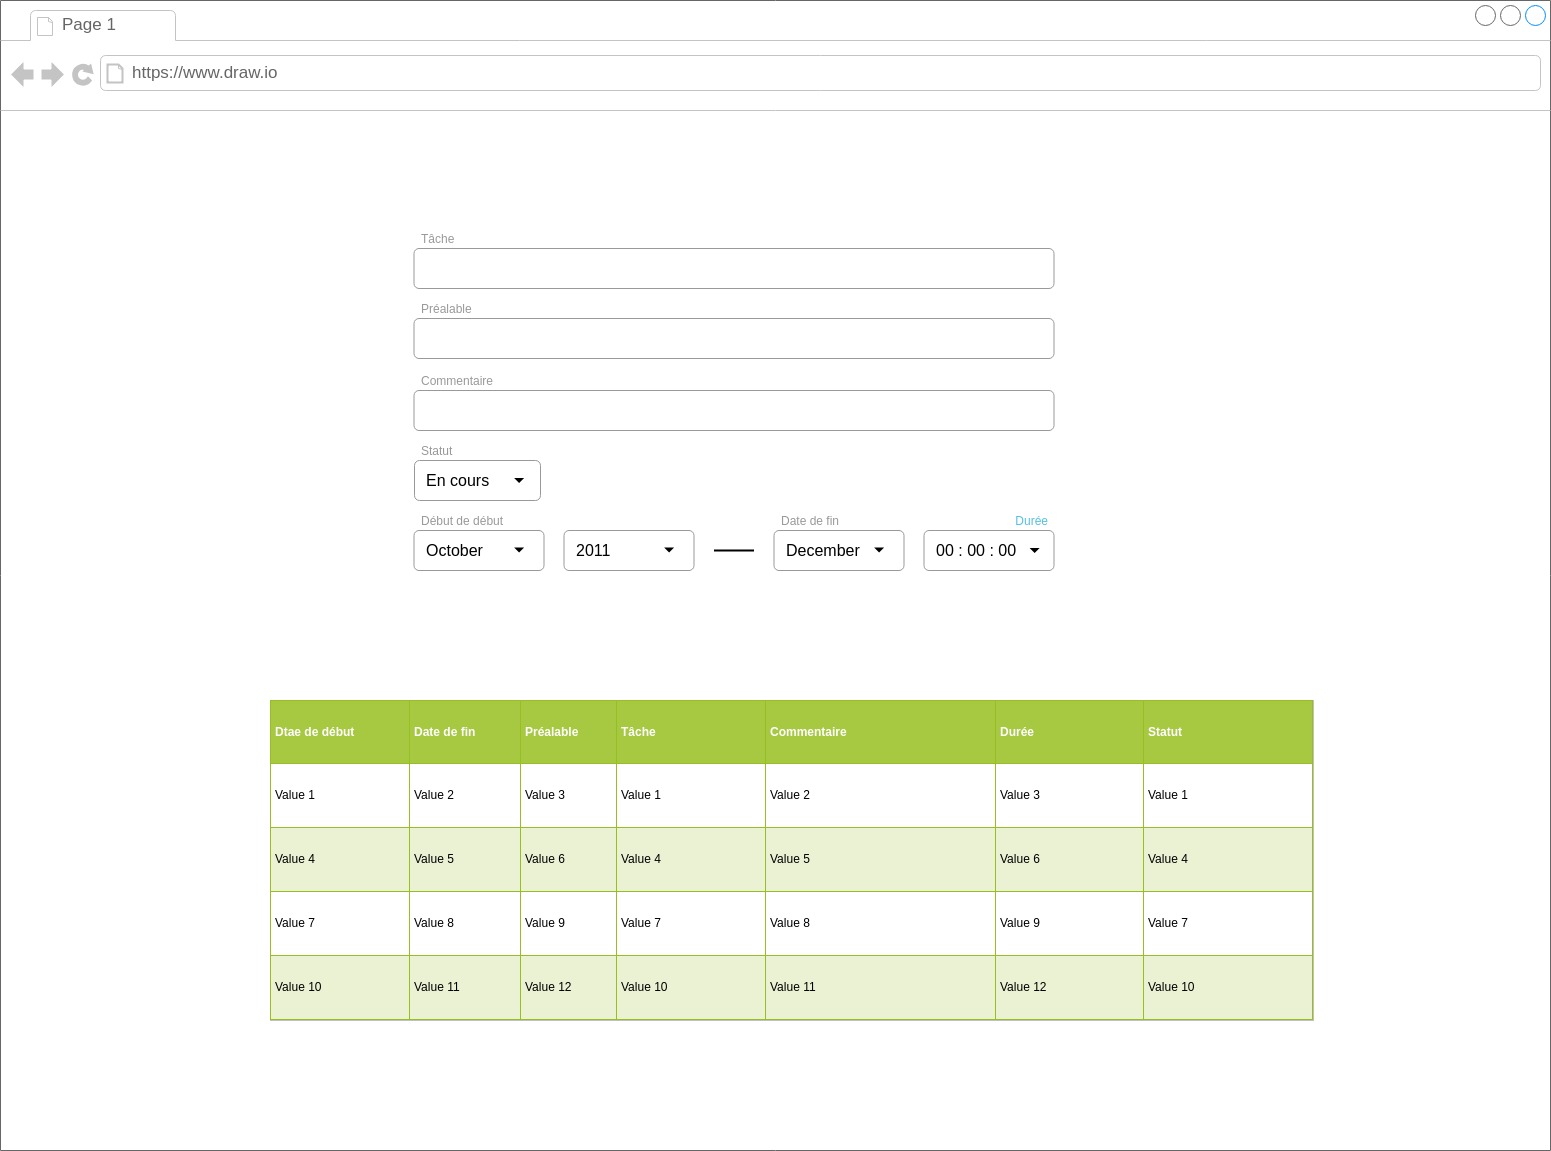 Page 1
https://www.draw.io
Tâche
Préalable
Commentaire
Statut
En cours
Début de début Date de fin Durée
October 2011 December 00 : 00 : 00
Dtae de début Date de fin Préalable Tâche Commentaire Durée Statut
Value 1 Value 2 Value 3 Value 1 Value 2 Value 3 Value 1
Value 4 Value 5 Value 6 Value 4 Value 5 Value 6 Value 4
Value 7 Value 8 Value 9 Value 7 Value 8 Value 9 Value 7
Value 10 Value 11 Value 12 Value 10 Value 11 Value 12 Value 10